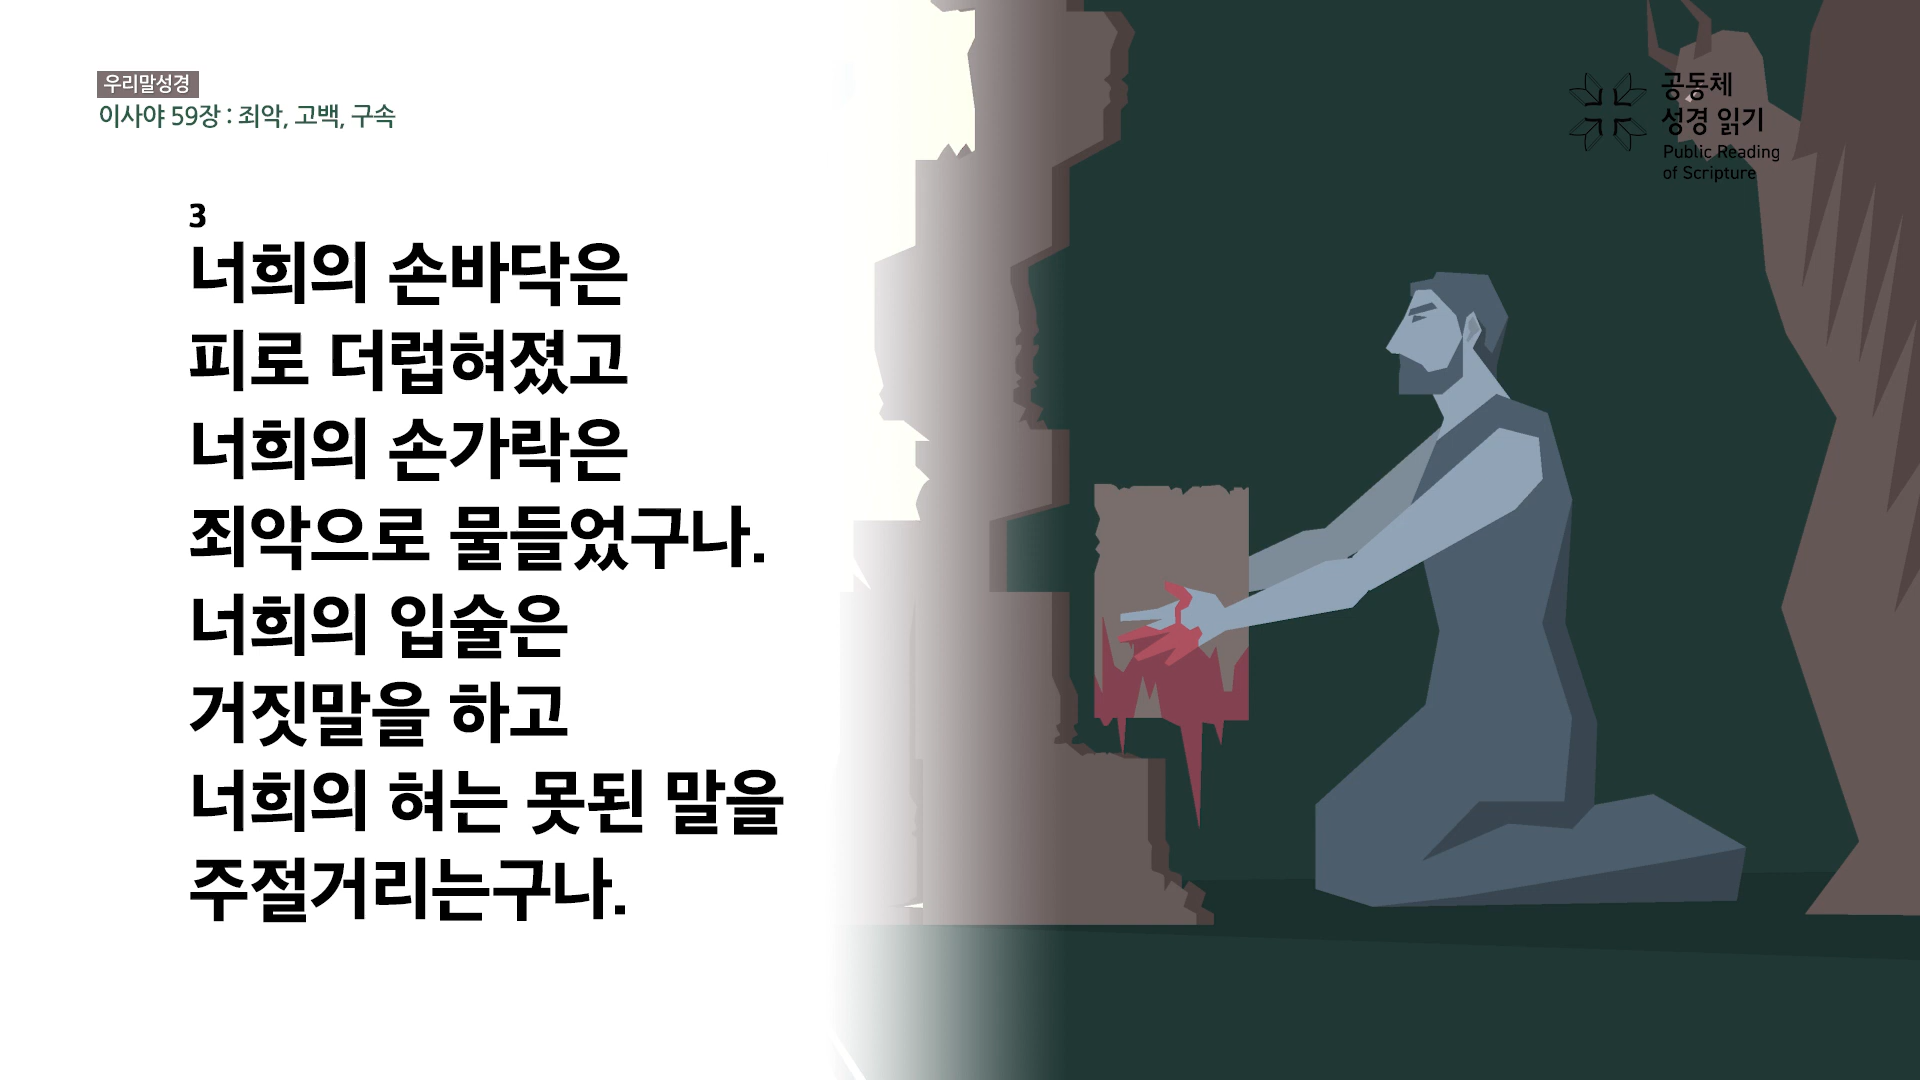 우리말성경
이사야 59장 : 죄악, 고백, 구속
공동체
성경 읽기
Public Reading
of Scripture
3
너희의 손바닥은
피로 더럽혀졌고
너희의 손가락은
죄악으로 물들었구나.
너희의 입술은
거짓말을 하고
너희의 혀는 못된 말을
주절거리는구나.